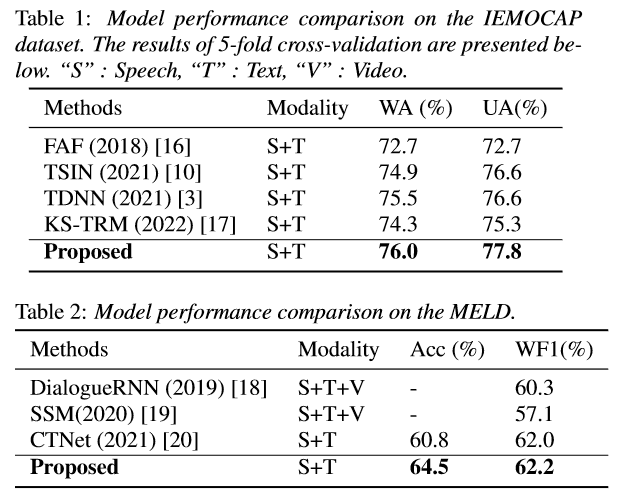 Table 1: Model performance comparison on the IEMOCAP
dataset. The results of 5-fold cross-validation are presented be-
low. “S” : Speech, “T” : Text, “V” : Video.
Methods Modality WA (%) UA(%)
FAF (2018) [16] S+T 72.7 72.7
TSIN (2021) [10] S+T 74.9 76.6
TDNN (2021) [3] S+T 75.5 76.6
KS-TRM (2022) [17] S+T 74.3 75.3
Proposed S+T 76.0 77.8
Table 2: Model performance comparison on the MELD.
Methods Modality Acc (%) WF1(%)
DialogueRNN (2019) [18] S+T+V - 60.3
SSM(2020) [19] S+T+V - 57.1
CTNet (2021) [20] S+T 60.8 62.0
Proposed S+T 64.5 62.2